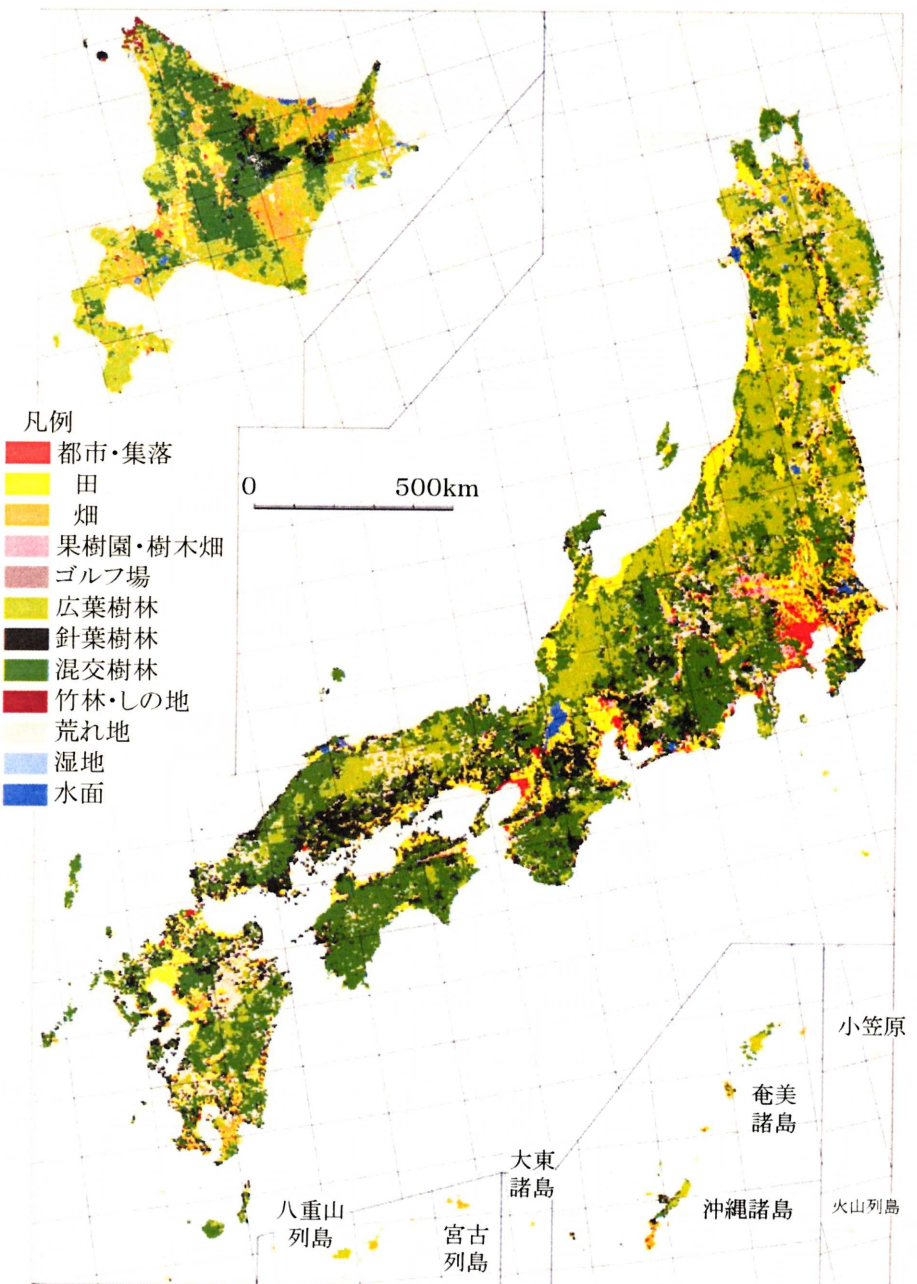 凡例
都市・集落
田
畑
果樹園・樹木畑
ゴルフ場
広葉樹林
針葉樹林
混交樹林
竹林・しの地
荒れ地
湿地
水面
0 500km
小笠原
奄美
諸島
大東
諸島
沖縄諸島
火山列島
八重山
列島
宮古
列島